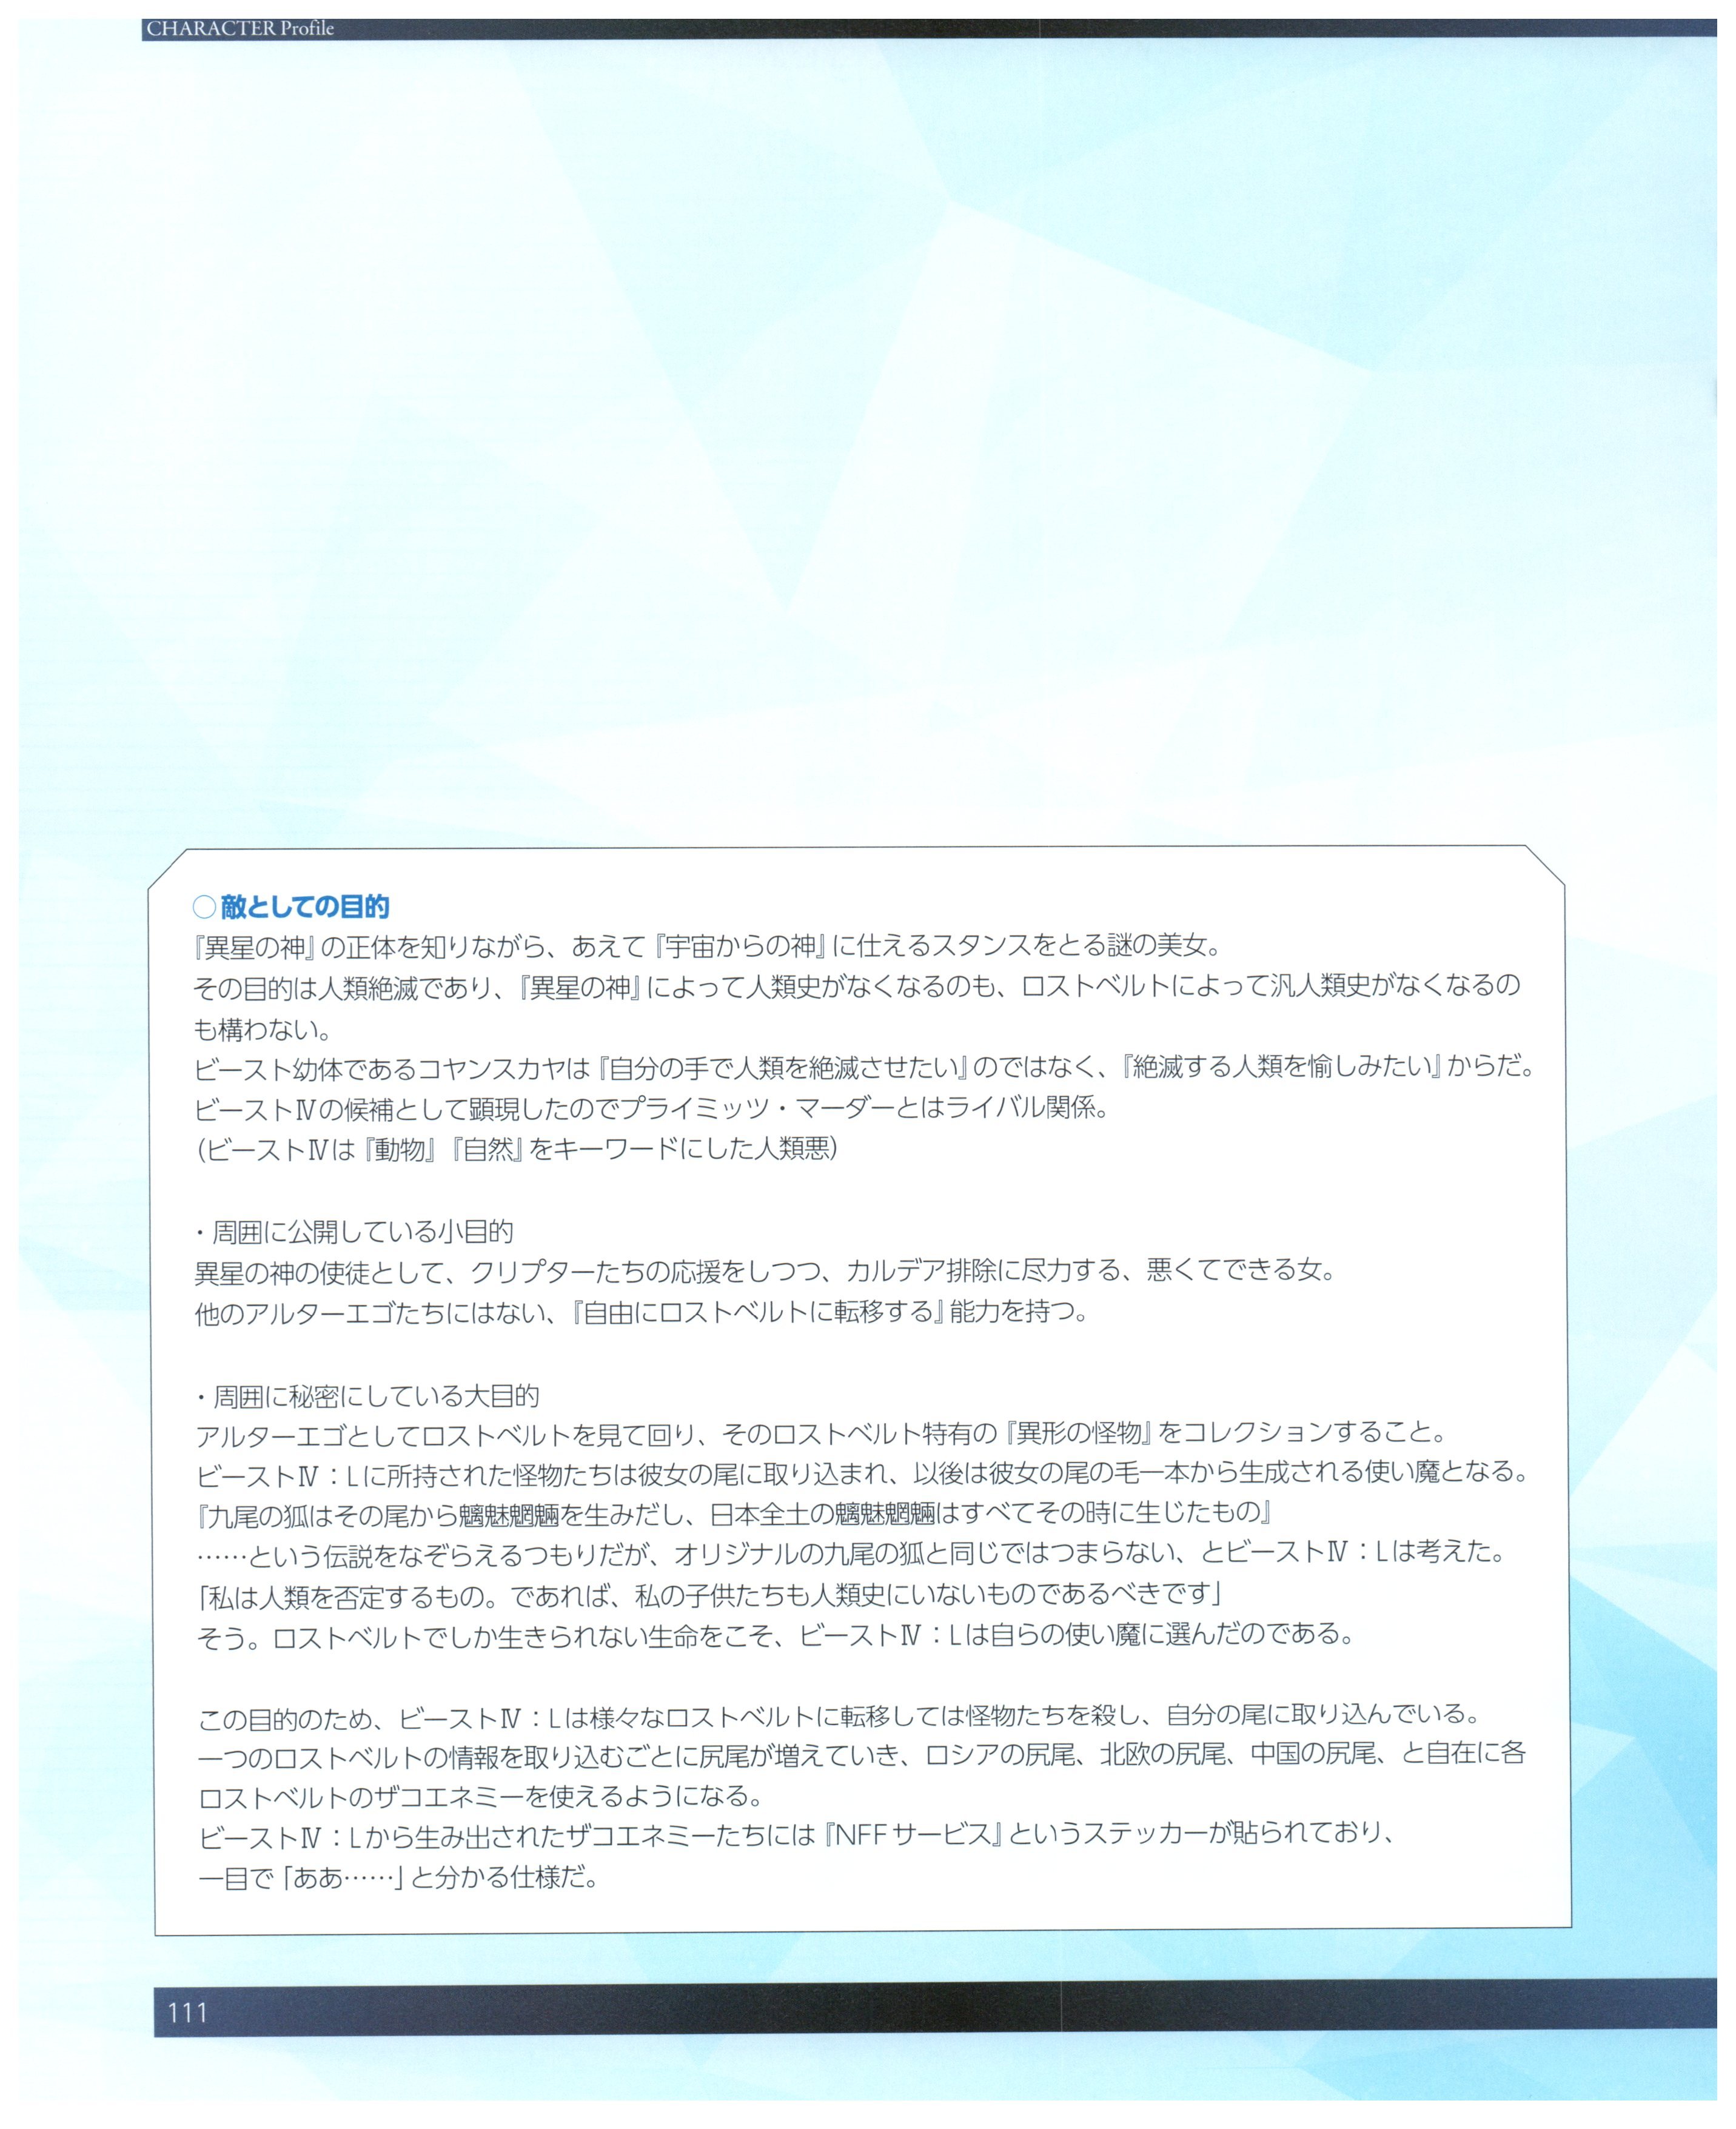 CHARACTER Profile
○敵としての目的
『異星の神』の正体を知りながら、あえて『宇宙からの神』に仕えるスタンスをとる謎の美女。
その目的は人類絶滅であり、『異星の神』によって人類史がなくなるのも、ロストベルトによって汎人類史がなくなるの
も構わない。
ビースト幼体であるコヤンスカヤは『自分の手で人類を絶滅させたい』のではなく、『絶滅する人類を愉しみたい』からだ。
ビーストⅣの候補として顕現したのでプライミッツ・マーダーとはライバル関係。
(ビーストⅣは『動物』『自然』をキーワードにした人類悪)
・周囲に公開している小目的
異星の神の使徒として、クリプターたちの応援をしつつ、カルデア排除に尽力する、悪くてできる女。
他のアルターエゴたちにはない、『自由にロストベルトに転移する』能力を持つ。
・周囲に秘密にしている大目的
アルターエゴとしてロストベルトを見て回り、そのロストベルト特有の『異形の怪物』をコレクションすること。
ビーストⅣ：Lに所持された怪物たちは彼女の尾に取り込まれ、以後は彼女の尾の毛一本から生成される使い魔となる。
『九尾の狐はその尾から魑魅魍魎を生みだし、日本全土の魑魅魍魎はすべてその時に生じたもの』
……という伝説をなぞらえるつもりだが、オリジナルの九尾の狐と同じではつまらない、とビーストⅣ：Lは考えた。
「私は人類を否定するもの。であれば、私の子供たちも人類史にいないものであるべきです」
そう。ロストベルトでしか生きられない生命をこそ、ビーストⅣ：Lは自らの使い魔に選んだのである。
この目的のため、ビーストⅣ：Lは様々なロストベルトに転移しては怪物たちを殺し、自分の尾に取り込んでいる。
一つのロストベルトの情報を取り込むごとに尻尾が増えていき、ロシアの尻尾、北欧の尻尾、中国の尻尾、と自在に各
ロストベルトのザコエネミーを使えるようになる。
ビーストⅣ：Lから生み出されたザコエネミーたちには『NFFサービス』というステッカーが貼られており、
一目で「ああ……」と分かる仕様だ。
111